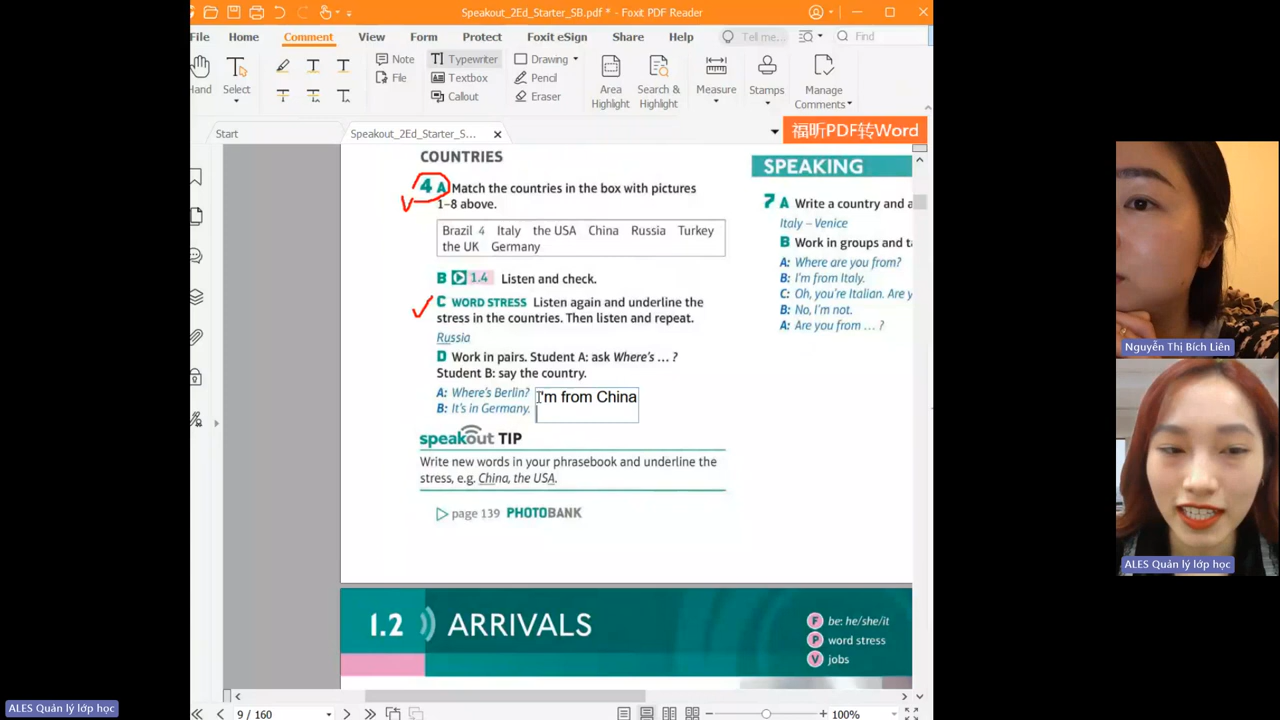 Speakout_2Ed_Starter_SB.pdf * - Foxit PDF Reader
File Home Comment View Form Protect Foxit eSign Share Help Tell me... Find
Hand
Select
Note
File
Typewriter
Textbox
Callout
Drawing
Pencil
Eraser
Area
Highlight
Search &
Highlight
Measure
Stamps
Manage
Comments
Start
Speakout_2Ed_Starter_S...
福昕PDF转Word
COUNTRIES
4 A Match the countries in the box with pictures
1–8 above.
Brazil 4 Italy the USA China Russia Turkey
the UK Germany
B 1.4 Listen and check.
C WORD STRESS Listen again and underline the
stress in the countries. Then listen and repeat.
Russia
D Work in pairs. Student A: ask Where's ... ?
Student B: say the country.
A: Where's Berlin?
B: It's in Germany.
I'm from China
speakout TIP
Write new words in your phrasebook and underline the
stress, e.g. China, the USA.
page 139 PHOTOBANK
SPEAKING
7 A Write a country and a
Italy – Venice
B Work in groups and ta
A: Where are you from?
B: I'm from Italy.
C: Oh, you're Italian. Are y
B: No, I'm not.
A: Are you from ... ?
1.2 ARRIVALS
F be: he/she/it
P word stress
V jobs
9 / 160
100%
Nguyễn Thị Bích Liên
ALES Quản lý lớp học
ALES Quản lý lớp học